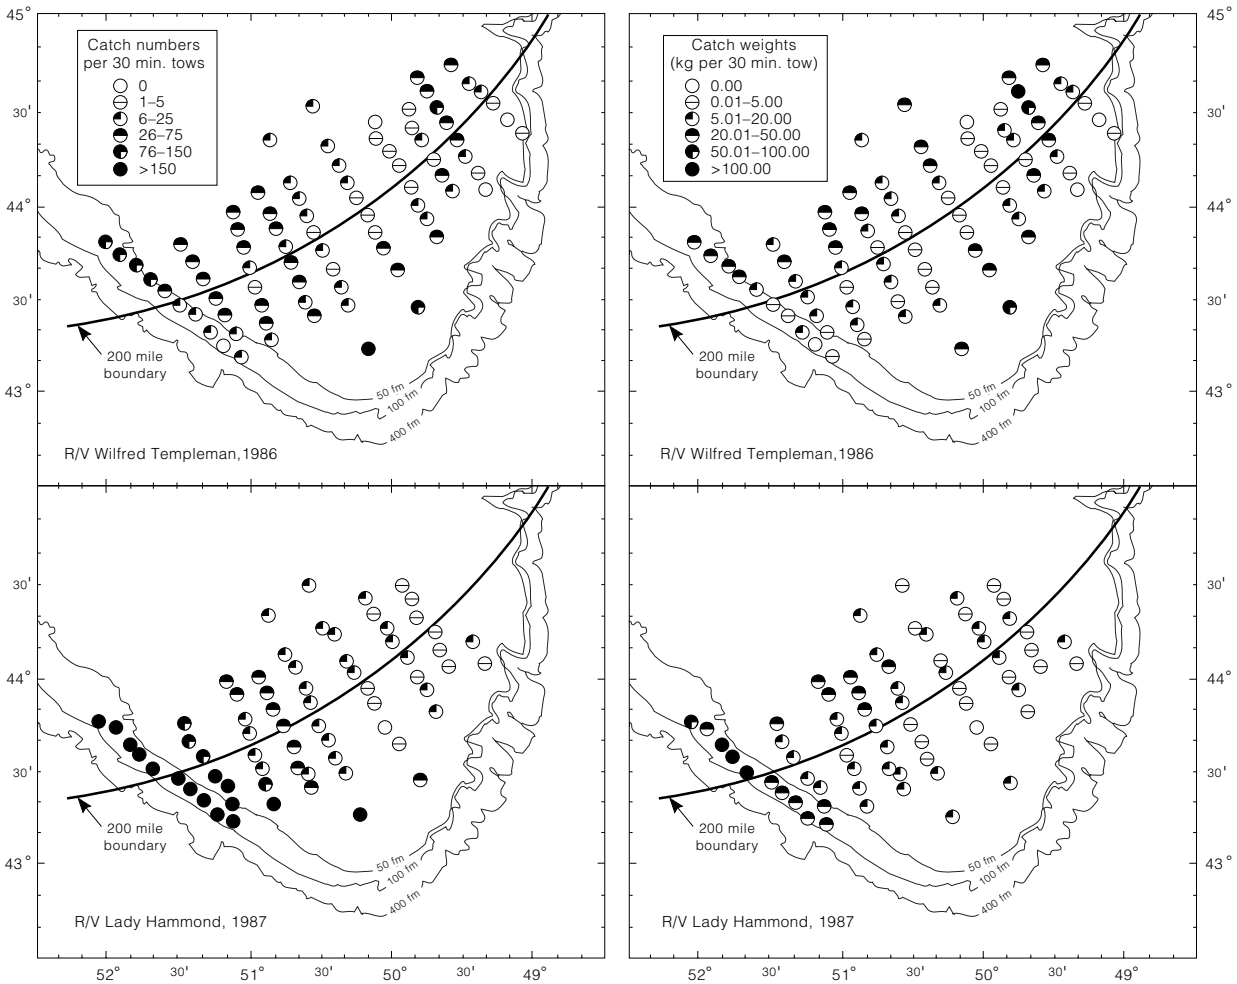 45°
30'
44°
30'
43°
Catch numbers
per 30 min. tows
0
1–5
6–25
26–75
76–150
>150
200 mile
boundary
50 fm
100 fm
400 fm
R/V Wilfred Templeman,1986
Catch weights
(kg per 30 min. tow)
0.00
0.01–5.00
5.01–20.00
20.01–50.00
50.01–100.00
>100.00
200 mile
boundary
50 fm
100 fm
400 fm
R/V Wilfred Templeman,1986
45°
30'
44°
30'
43°
30'
44°
30'
43°
200 mile
boundary
50 fm
100 fm
400 fm
R/V Lady Hammond, 1987
52° 30' 51° 30' 50° 30' 49°
200 mile
boundary
50 fm
100 fm
400 fm
R/V Lady Hammond, 1987
30'
44°
30'
43°
52° 30' 51° 30' 50° 30' 49°